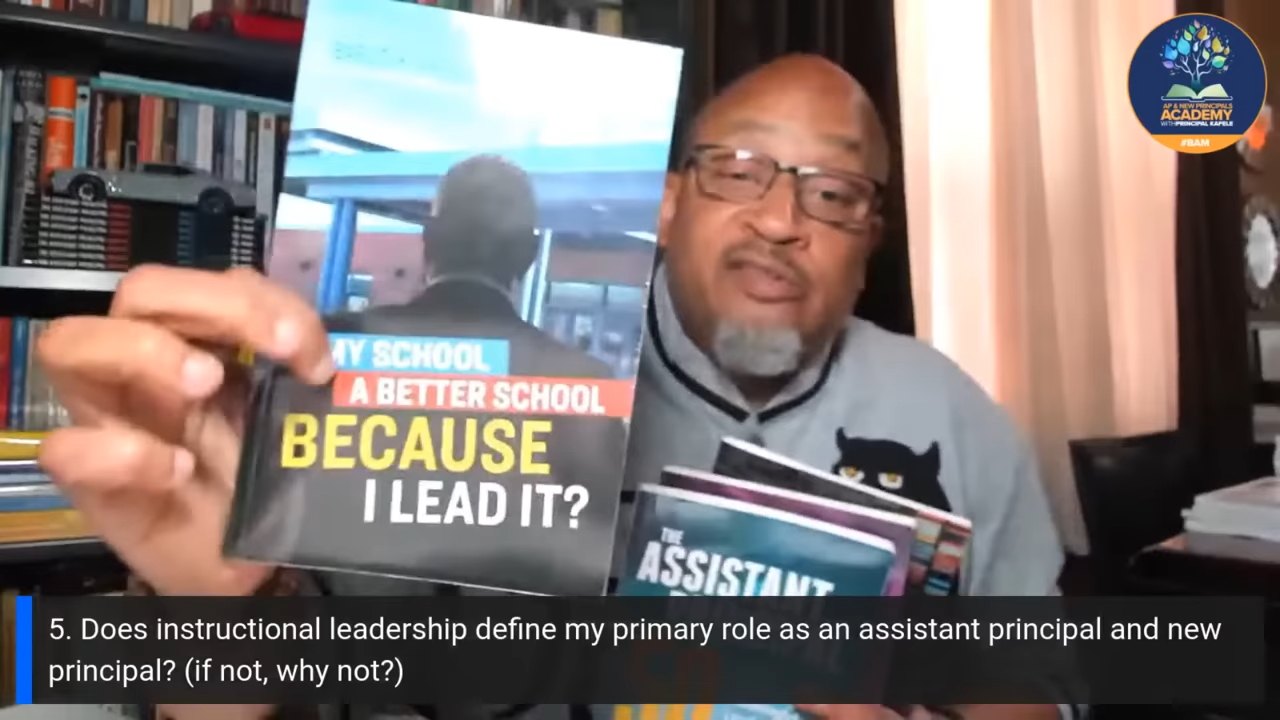 AP & NEW PRINCIPALS
ACADEMY
WITH PRINCIPAL KAFELE
#BAM
MY SCHOOL
A BETTER SCHOOL
BECAUSE
I LEAD IT?
THE
ASSISTANT
50
5. Does instructional leadership define my primary role as an assistant principal and new
principal? (if not, why not?)